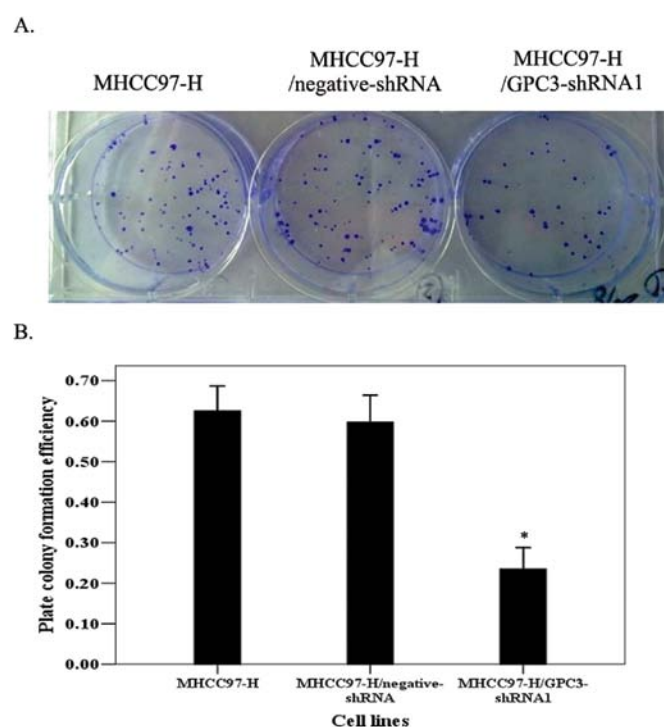 A.
MHCC97-H
MHCC97-H
/negative-shRNA
MHCC97-H
/GPC3-shRNA1
B.
Plate colony formation efficiency
0.70
0.60
0.50
0.40
0.30
0.20
0.10
0.00
*
MHCC97-H
MHCC97-H/negative-
shRNA
MHCC97-H/GPC3-
shRNA1
Cell lines